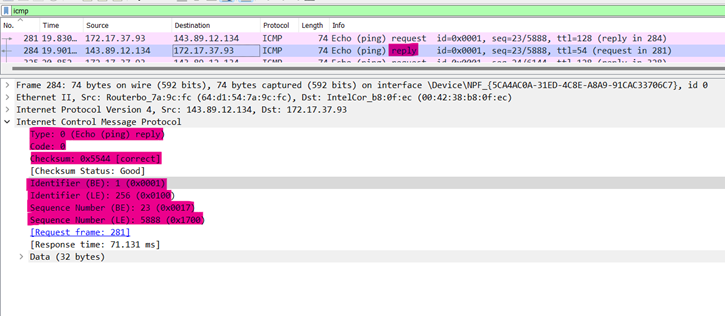 icmp
No. Time Source Destination Protocol Length Info
281 19.830… 172.17.37.93 143.89.12.134 ICMP 74 Echo (ping) request id=0x0001, seq=23/5888, ttl=128 (reply in 284)
284 19.901… 143.89.12.134 172.17.37.93 ICMP 74 Echo (ping) reply id=0x0001, seq=23/5888, ttl=54 (request in 281)
Frame 284: 74 bytes on wire (592 bits), 74 bytes captured (592 bits) on interface \Device\NPF_{5CA4AC0A-31ED-4C8E-A8A9-91CAC33706C7}, id 0
Ethernet II, Src: Routerbo_7a:9c:fc (64:d1:54:7a:9c:fc), Dst: IntelCor_b8:0f:ec (00:42:38:b8:0f:ec)
Internet Protocol Version 4, Src: 143.89.12.134, Dst: 172.17.37.93
Internet Control Message Protocol
Type: 0 (Echo (ping) reply)
Code: 0
Checksum: 0x5544 [correct]
[Checksum Status: Good]
Identifier (BE): 1 (0x0001)
Identifier (LE): 256 (0x0100)
Sequence Number (BE): 23 (0x0017)
Sequence Number (LE): 5888 (0x1700)
[Request frame: 281]
[Response time: 71.131 ms]
Data (32 bytes)